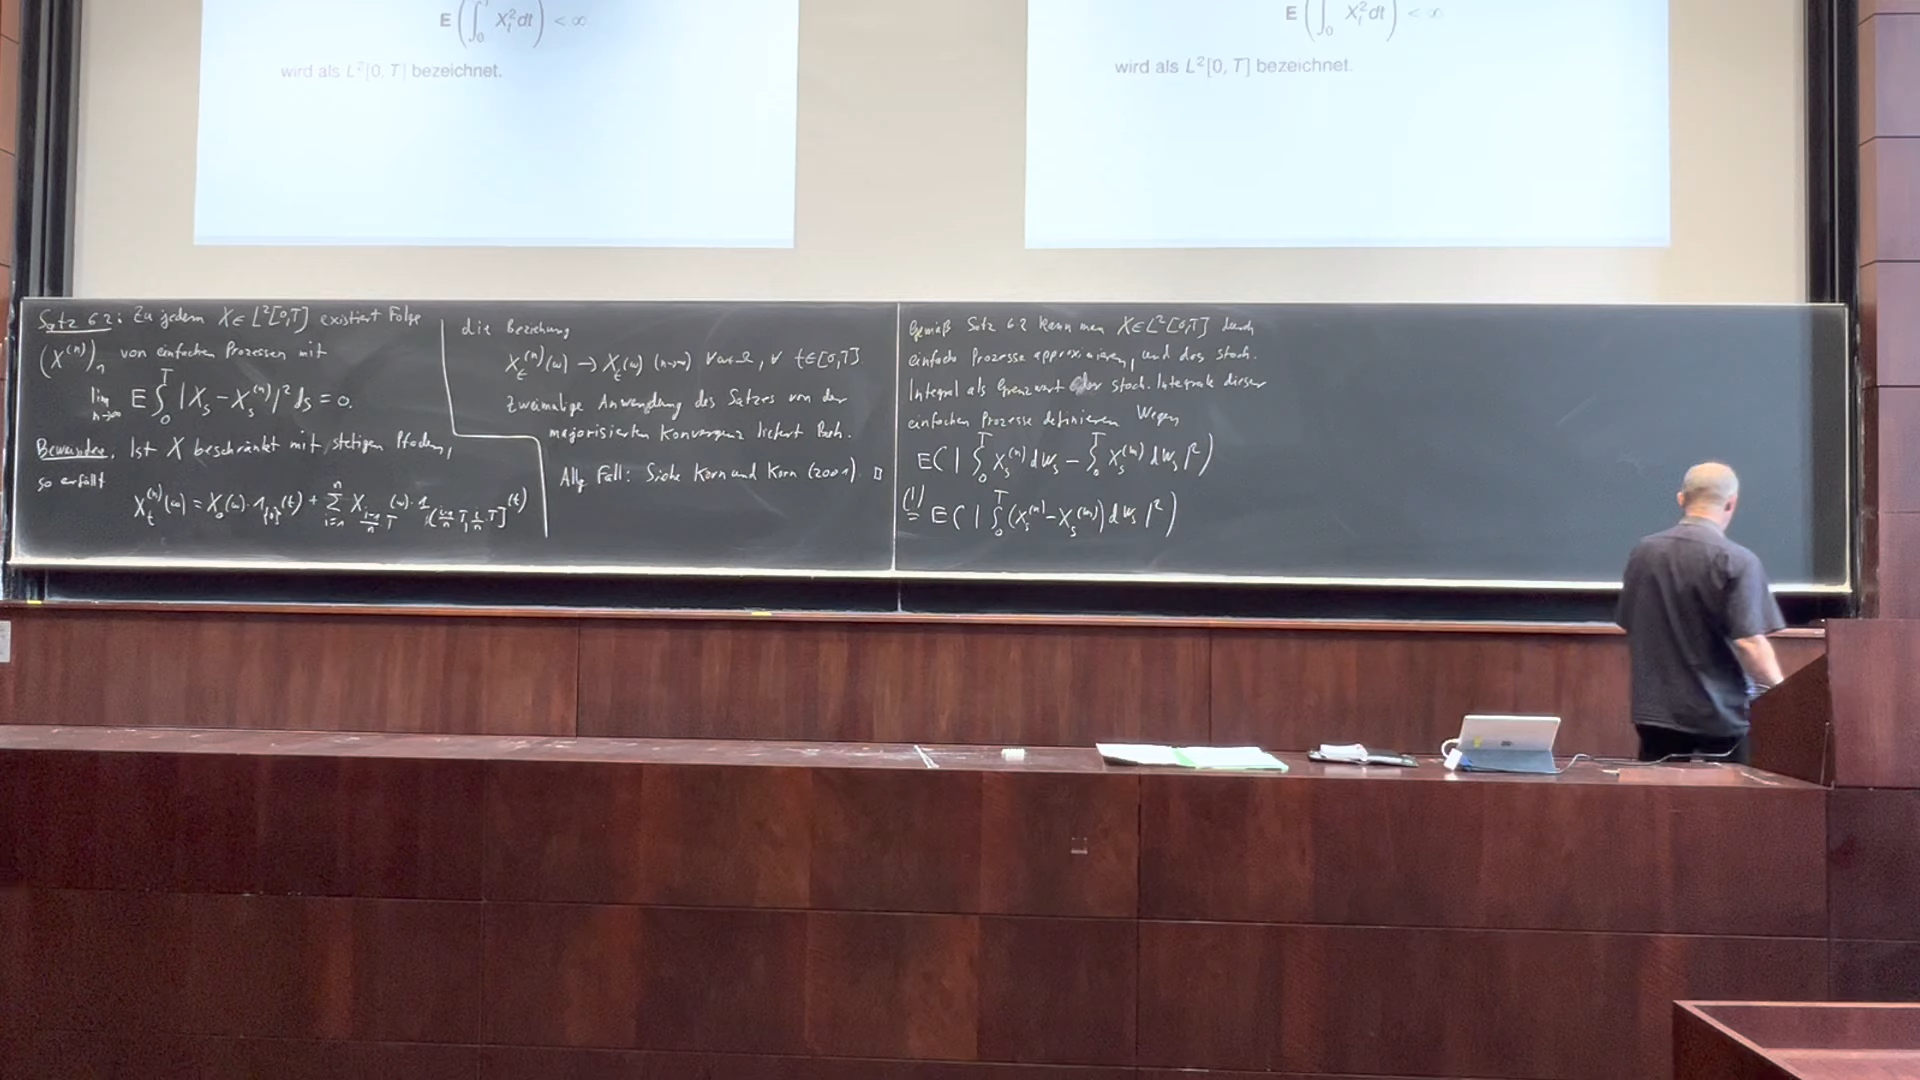 E(∫₀ X_t² dt) < ∞
wird als L²[0, T] bezeichnet.
E(∫₀ X_t² dt) < ∞
wird als L²[0, T] bezeichnet.
Satz 6.2: Zu jedem X ∈ L²[0,T] existiert Folge
(X^(n))_n von einfachen Prozessen mit
lim_{n→∞} E ∫₀^T |X_s − X_s^(n)|² ds = 0.
Beweisidee. Ist X beschränkt mit stetigen Pfaden,
so erfüllt
X_t^(n)(ω) = X_0(ω)·1_{{0}}(t) + Σ_{i=1}^n X_{(i−1)/n T}(ω)·1_{((i−1)/n T, i/n T]}(t)
die Beziehung
X_t^(n)(ω) → X_t(ω) (n→∞) ∀ω∈Ω, ∀ t∈[0,T]
Zweimalige Anwendung des Satzes von der
majorisierten Konvergenz liefert Beh.
Allg. Fall: Siehe Korn und Korn (2001). □
Gemäß Satz 6.2 kann man X∈L²[0,T] durch
einfache Prozesse approximieren, und das stoch.
Integral als Grenzwert der stoch. Integrale dieser
einfachen Prozesse definieren. Wegen
E(|∫₀^T X_s^(n) dW_s − ∫₀^T X_s^(m) dW_s|²)
(1)= E(|∫₀^T (X_s^(n) − X_s^(m)) dW_s|²)